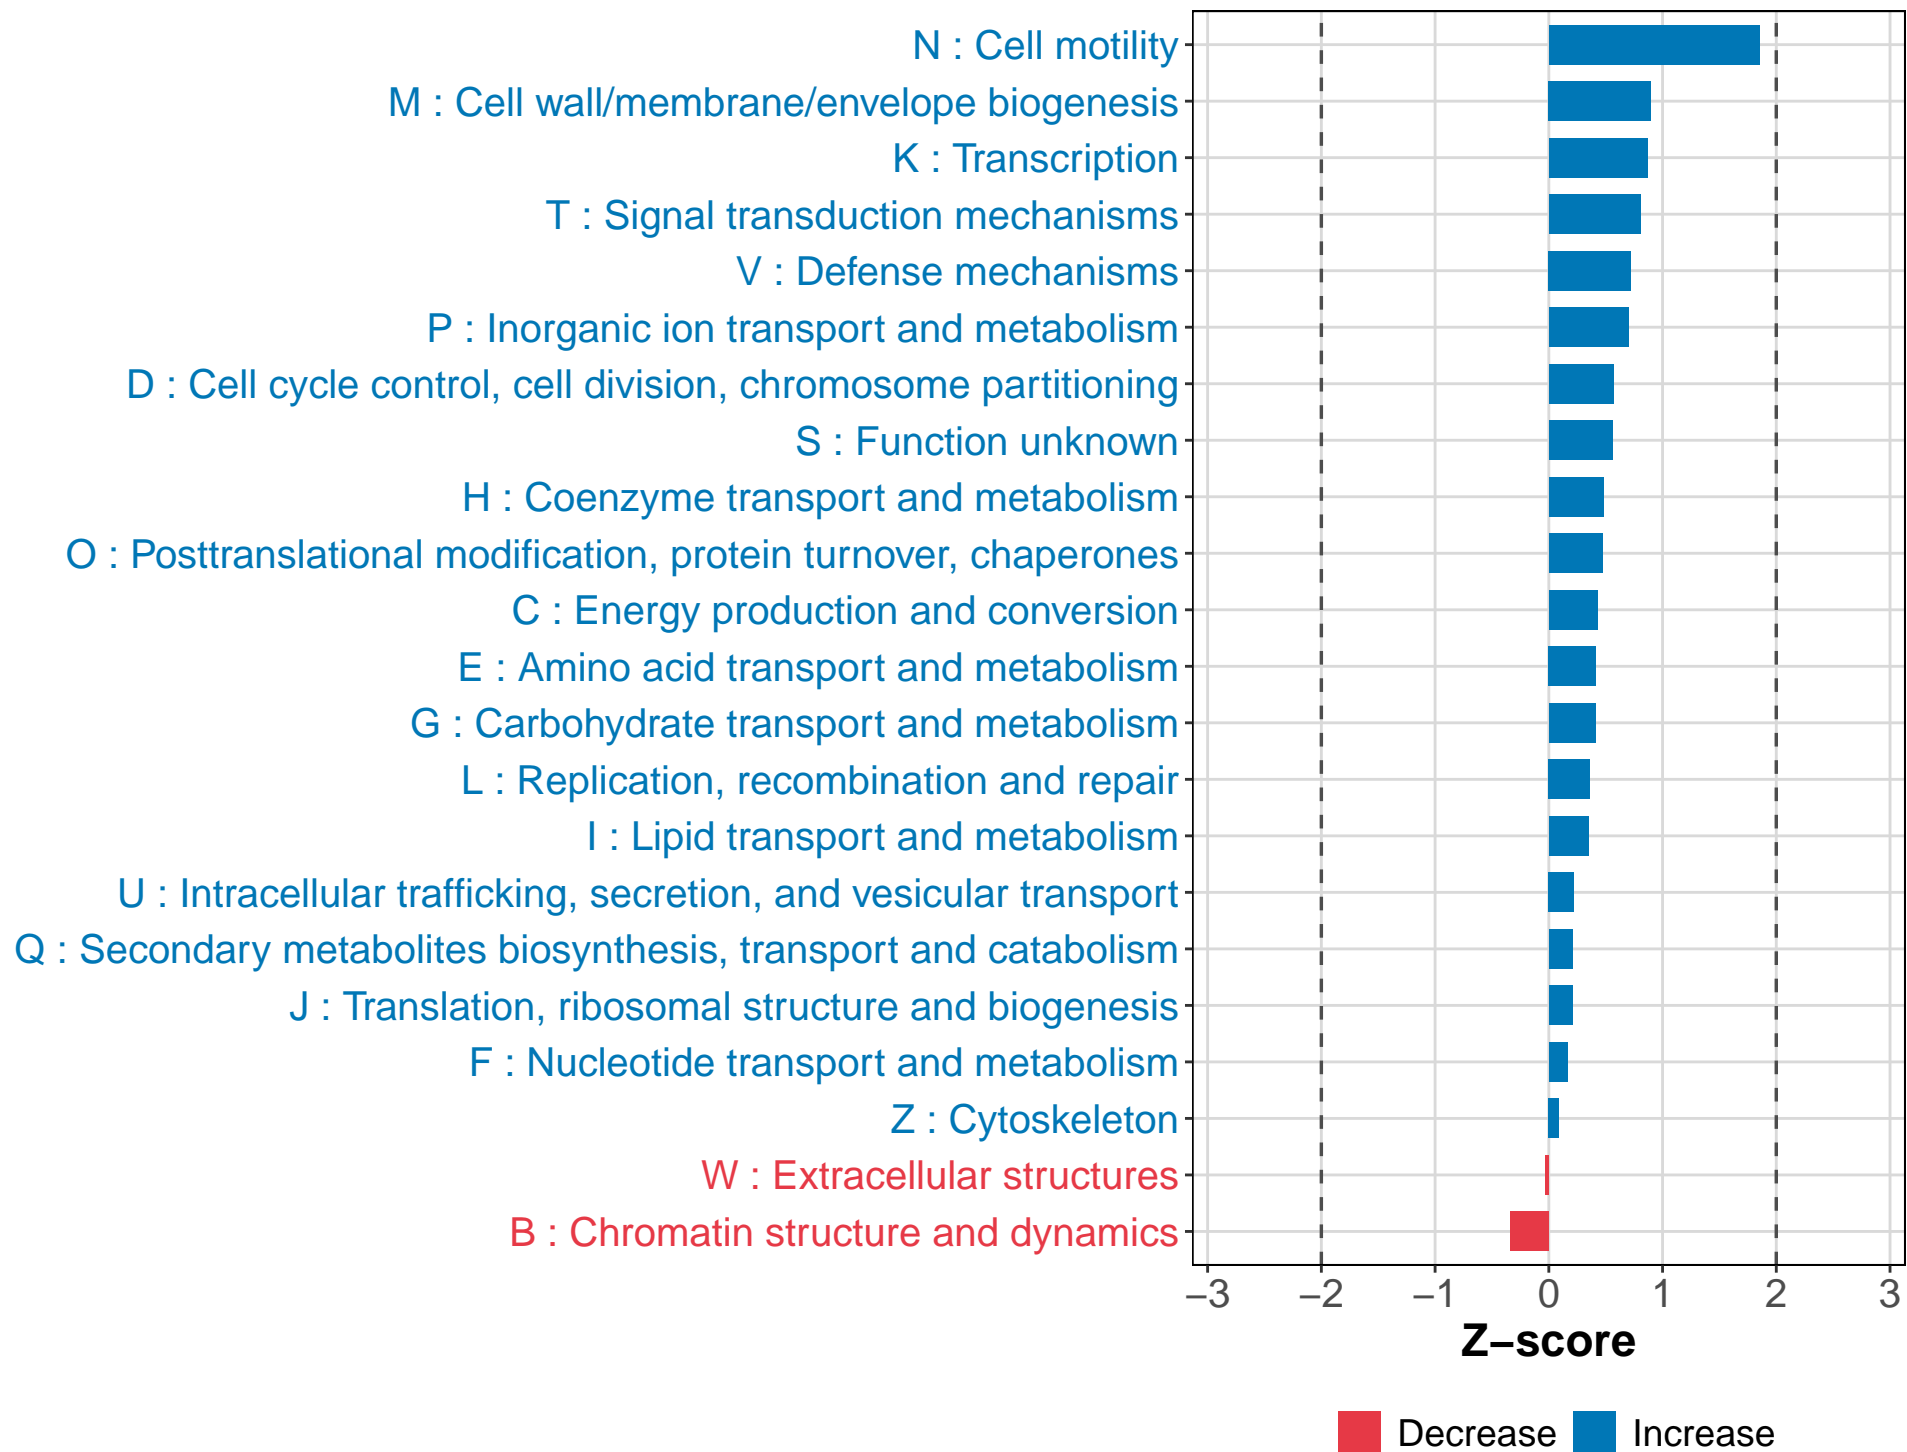 N : Cell motility
M : Cell wall/membrane/envelope biogenesis
K : Transcription
T : Signal transduction mechanisms
V : Defense mechanisms
P : Inorganic ion transport and metabolism
D : Cell cycle control, cell division, chromosome partitioning
S : Function unknown
H : Coenzyme transport and metabolism
O : Posttranslational modification, protein turnover, chaperones
C : Energy production and conversion
E : Amino acid transport and metabolism
G : Carbohydrate transport and metabolism
L : Replication, recombination and repair
I : Lipid transport and metabolism
U : Intracellular trafficking, secretion, and vesicular transport
Q : Secondary metabolites biosynthesis, transport and catabolism
J : Translation, ribosomal structure and biogenesis
F : Nucleotide transport and metabolism
Z : Cytoskeleton
W : Extracellular structures
B : Chromatin structure and dynamics
−3 −2 −1 0 1 2 3
Z−score
Decrease Increase